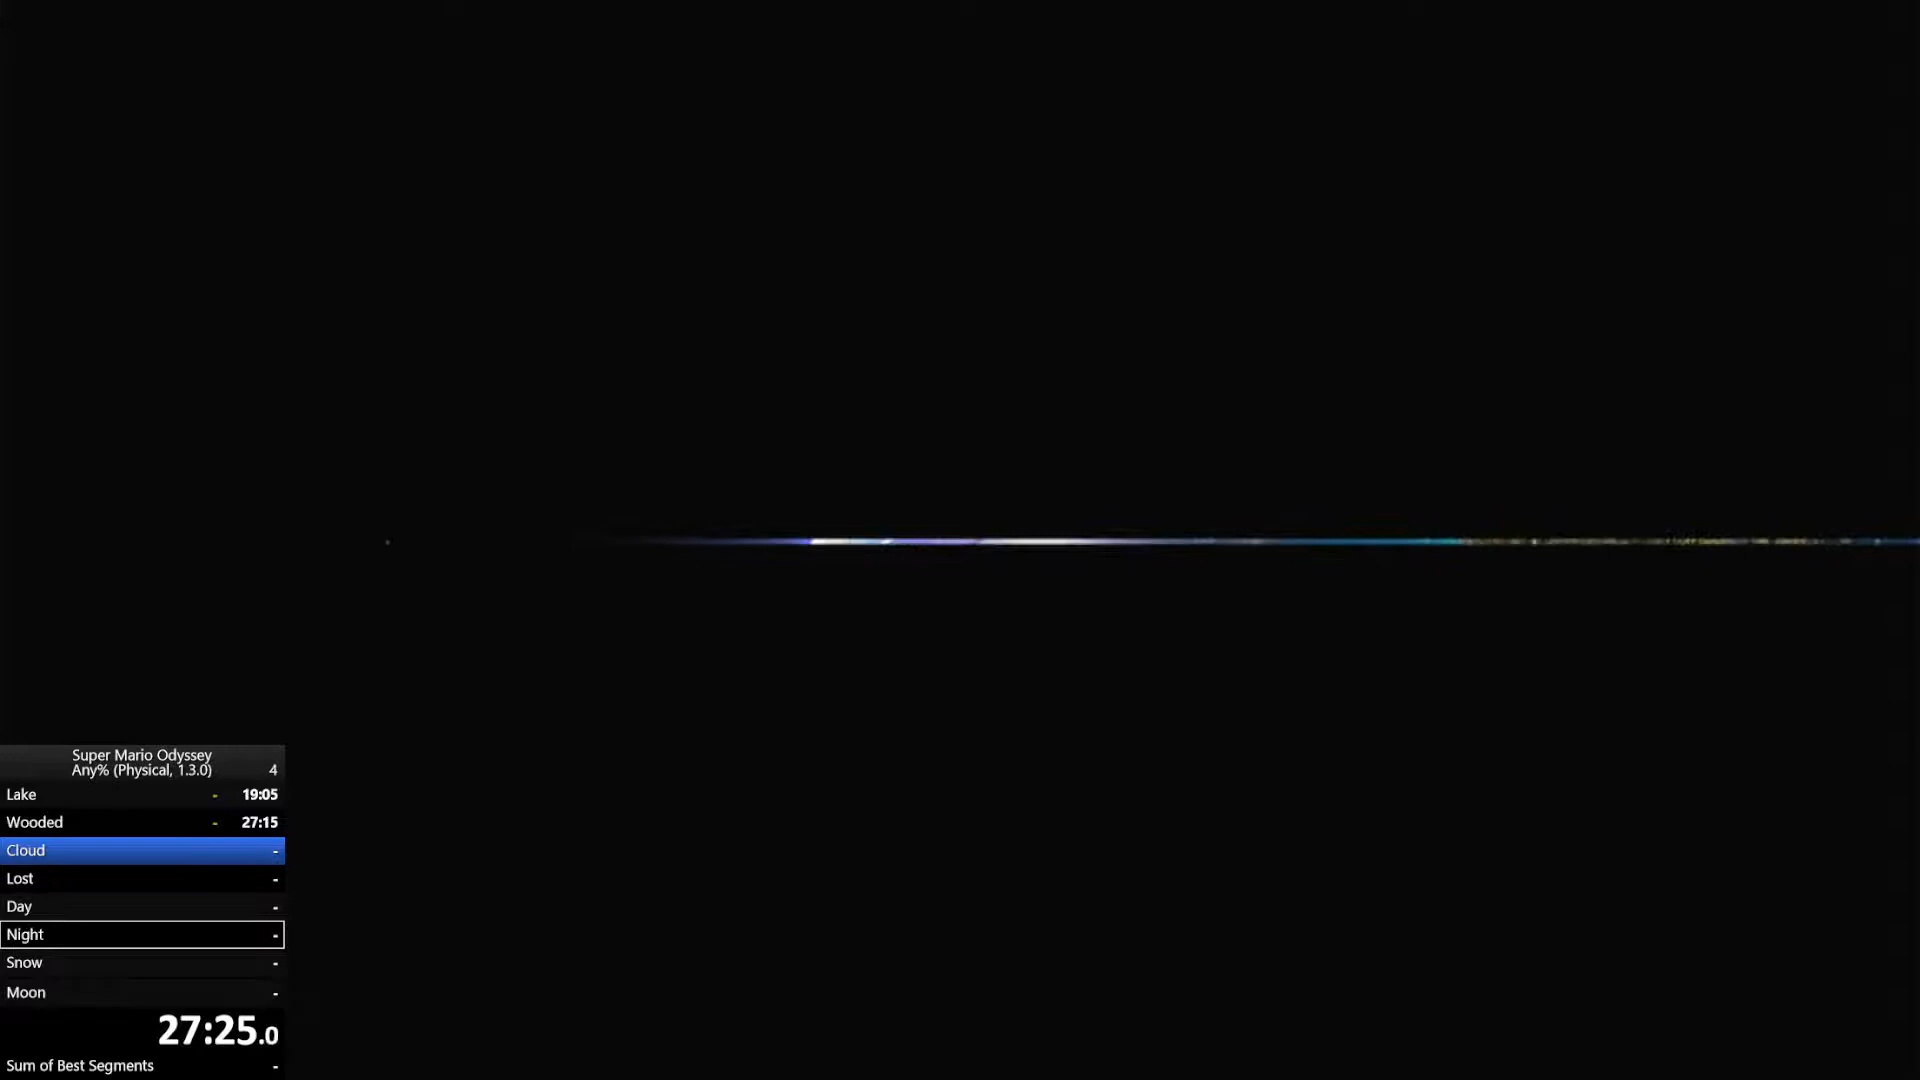 Super Mario Odyssey
Any% (Physical, 1.3.0) 4
Lake - 19:05
Wooded - 27:15
Cloud -
Lost -
Day -
Night -
Snow -
Moon -
27:25.0
Sum of Best Segments -